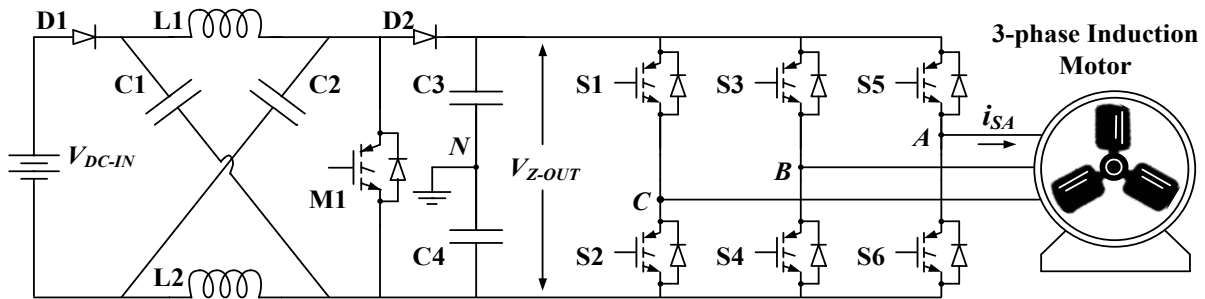 D1
L1
D2
3-phase Induction
Motor
C1
C2
C3
S1
S3
S5
i_SA
A
V_DC-IN
N
V_Z-OUT
B
M1
C
C4
S2
S4
S6
L2